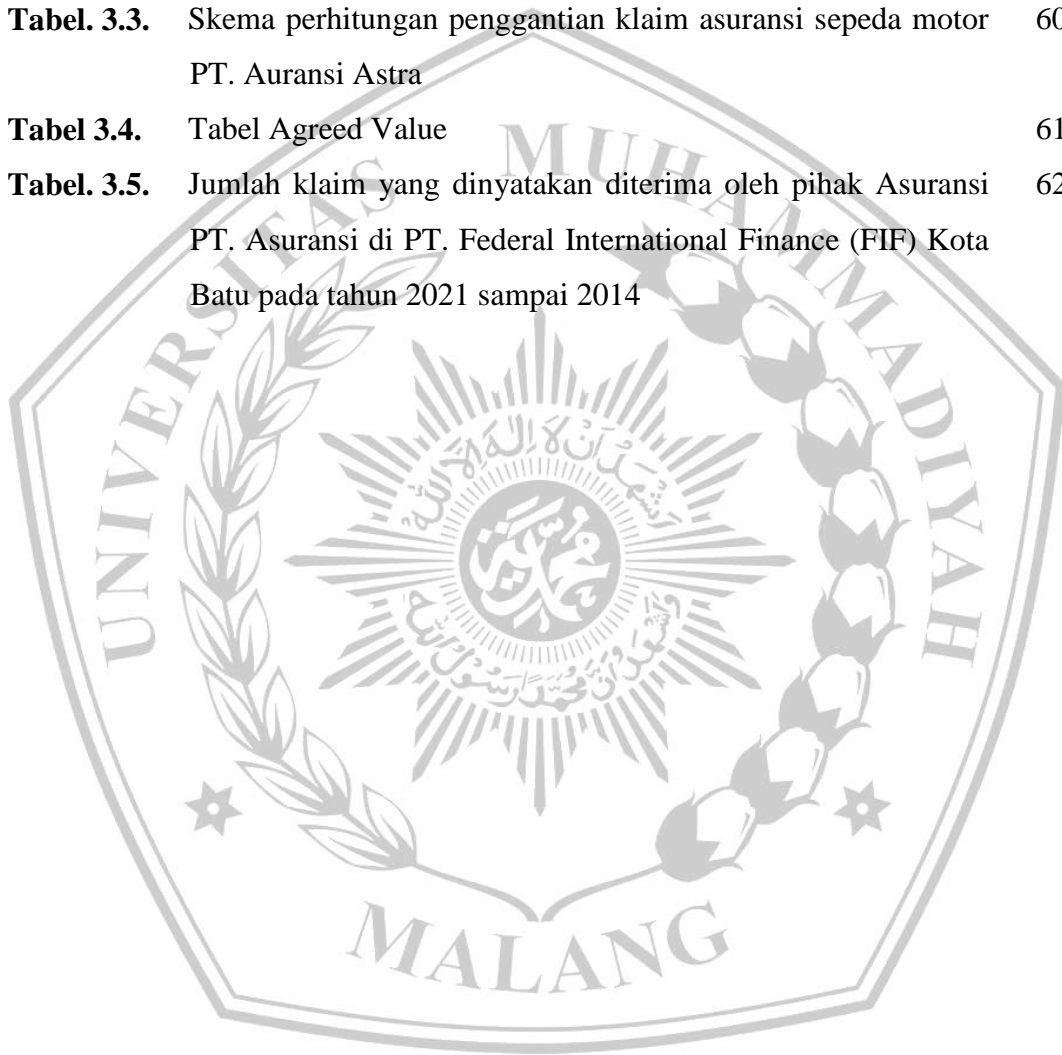 Tabel. 3.3. Skema perhitungan penggantian klaim asuransi sepeda motor 60
PT. Auransi Astra
Tabel 3.4. Tabel Agreed Value 61
Tabel. 3.5. Jumlah klaim yang dinyatakan diterima oleh pihak Asuransi 62
PT. Asuransi di PT. Federal International Finance (FIF) Kota
Batu pada tahun 2021 sampai 2014
UNIVERSITAS MUHAMMADIYAH
MALANG